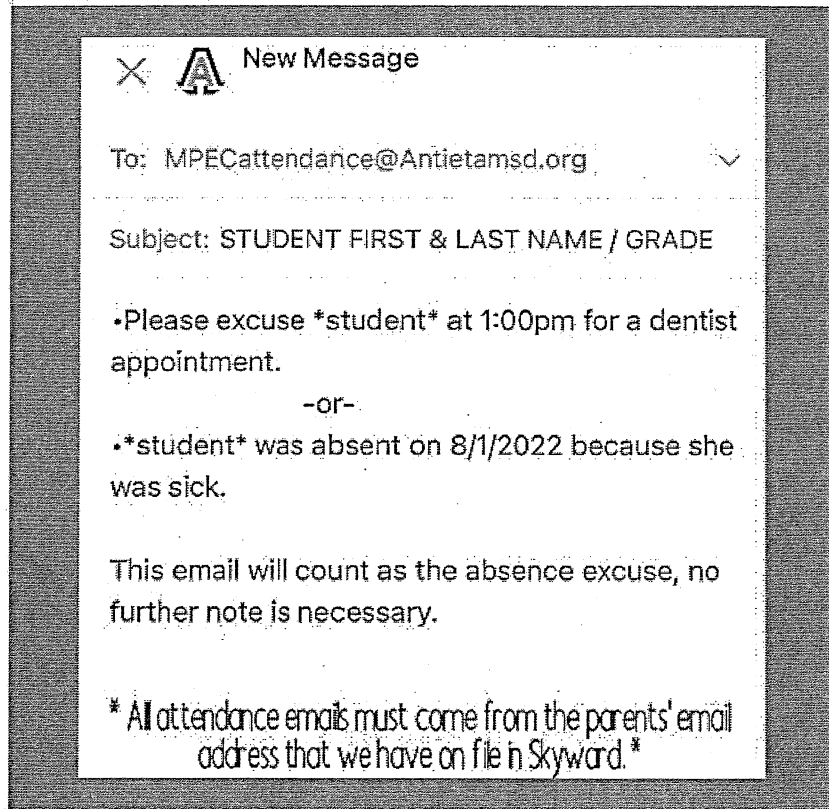 A New Message
To: MPECattendance@Antietamsd.org
Subject: STUDENT FIRST & LAST NAME / GRADE
•Please excuse *student* at 1:00pm for a dentist
appointment.
-or-
•*student* was absent on 8/1/2022 because she
was sick.
This email will count as the absence excuse, no
further note is necessary.
* All attendance emails must come from the parents' email
address that we have on file in Skyward. *